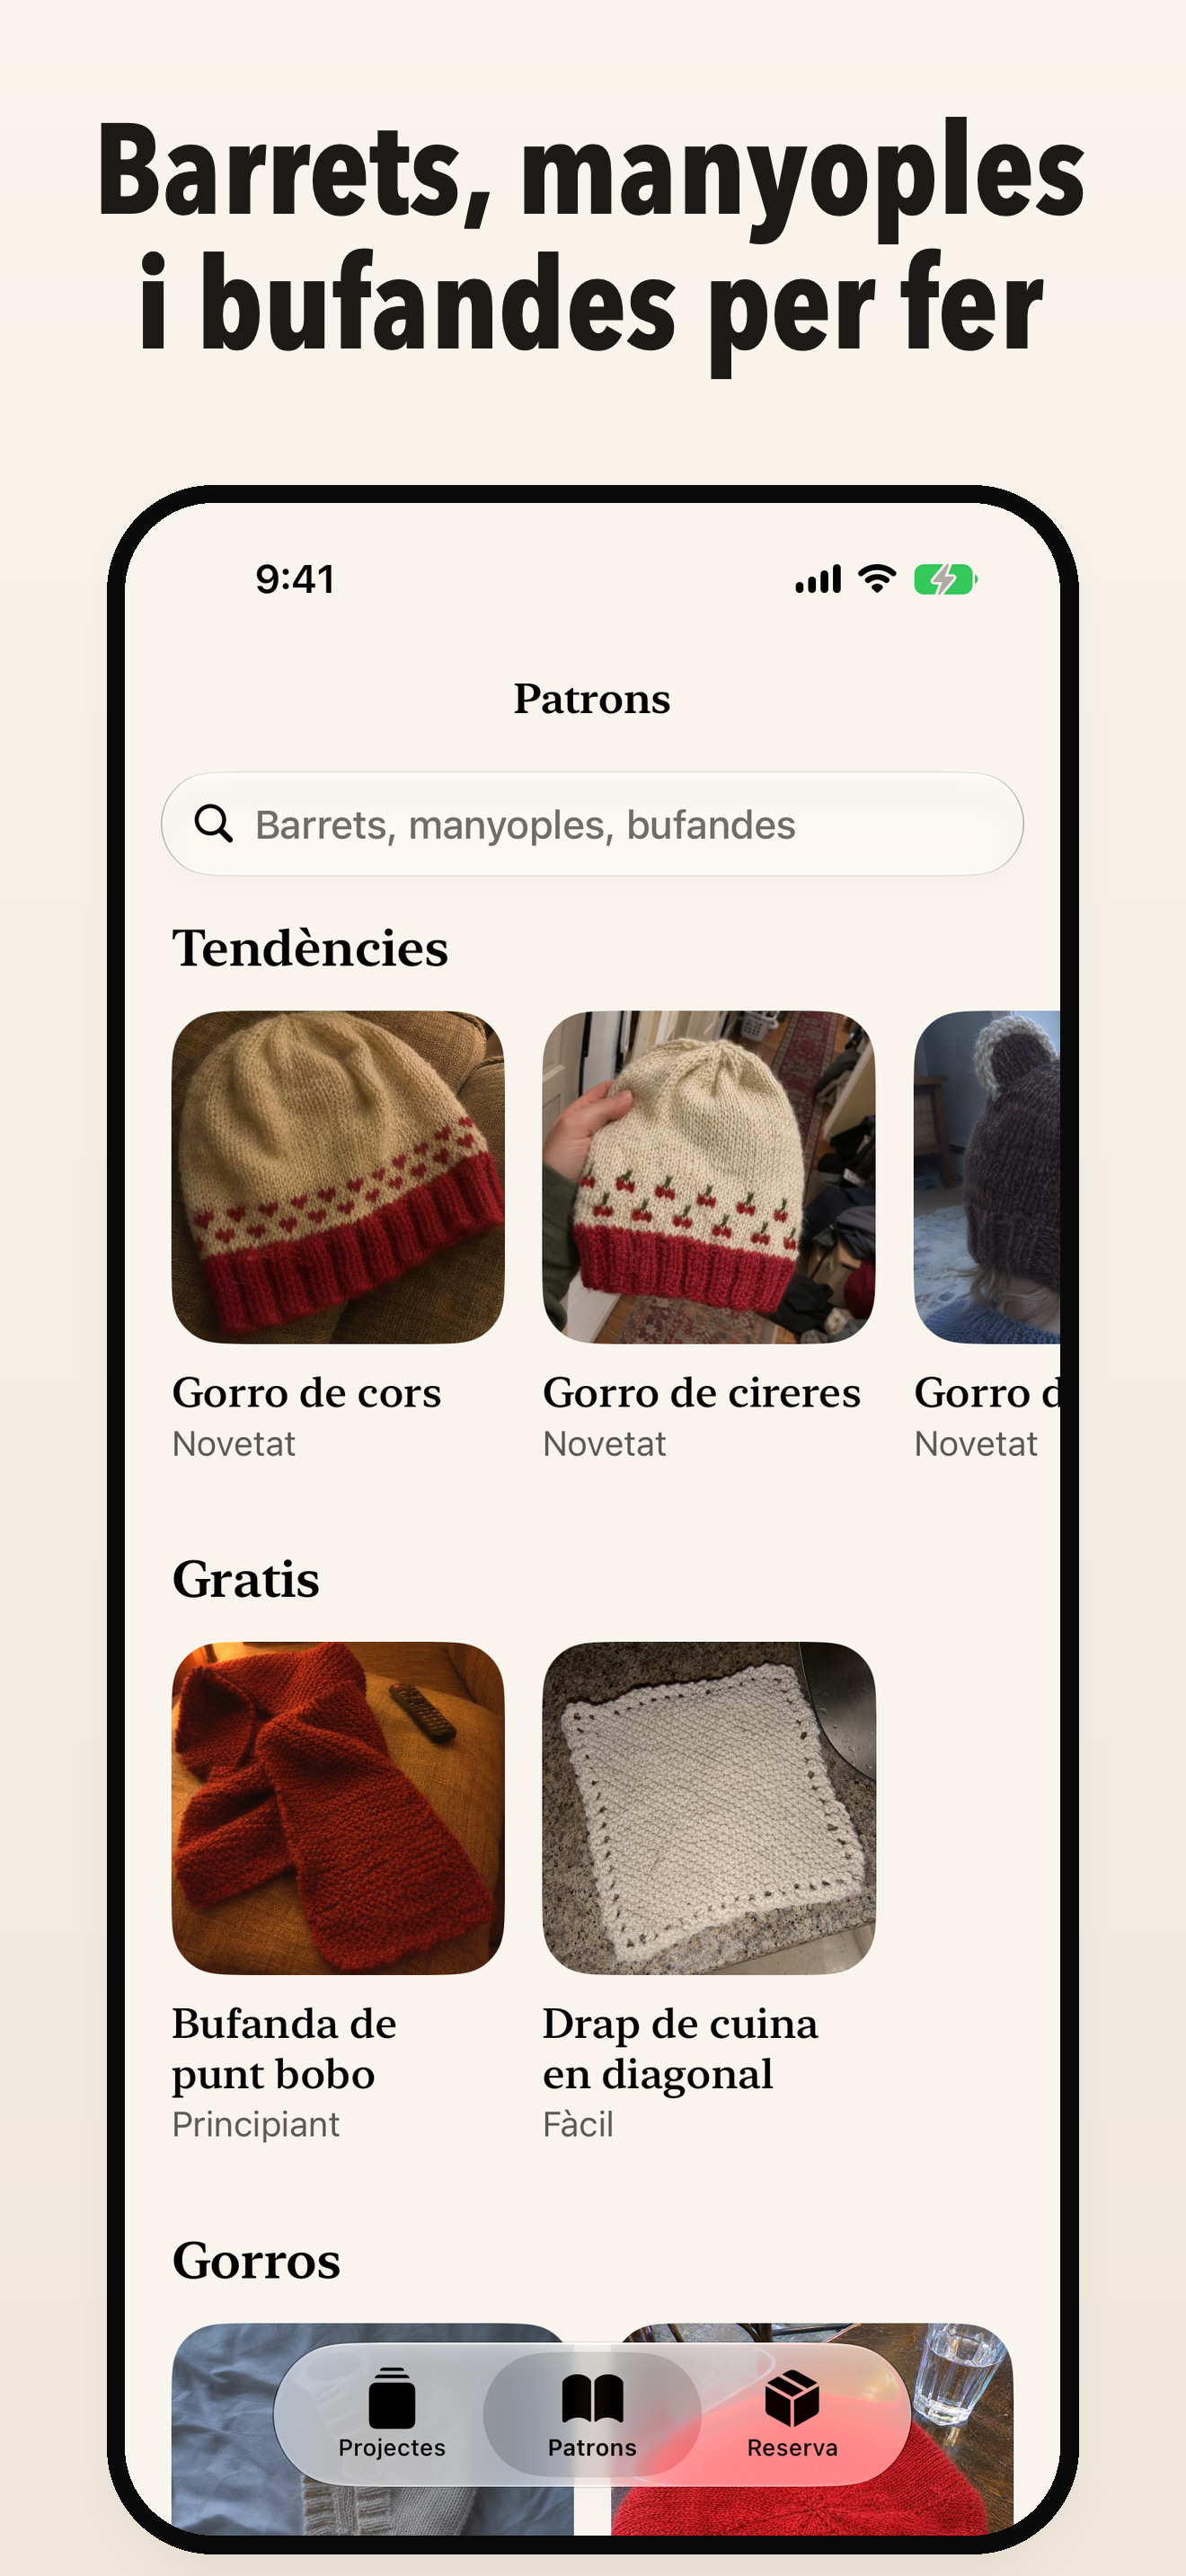 Barrets, manyoples
i bufandes per fer
9:41
Patrons
Barrets, manyoples, bufandes
Tendències
Gorro de cors
Novetat
Gorro de cireres
Novetat
Gorro d
Novetat
Gratis
Bufanda de
punt bobo
Principiant
Drap de cuina
en diagonal
Fàcil
Gorros
Projectes
Patrons
Reserva